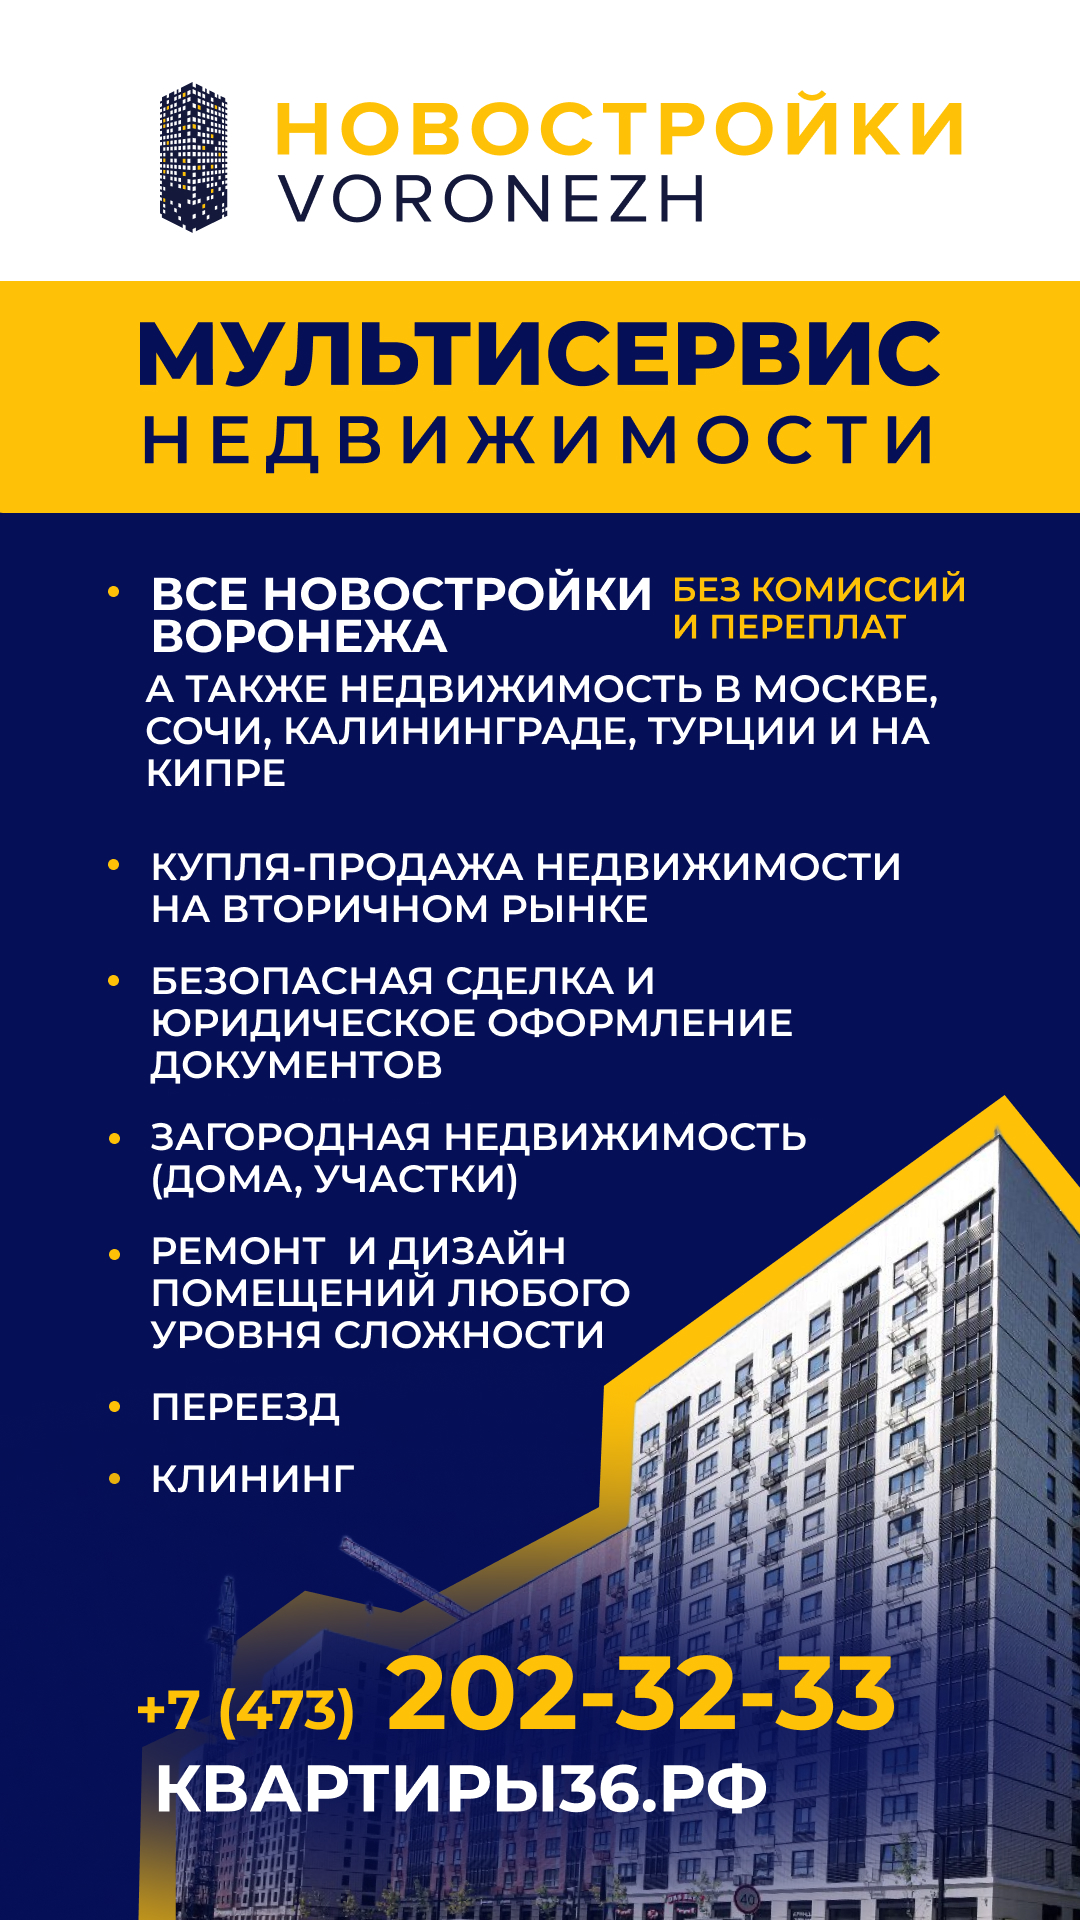 НОВОСТРОЙКИ
VORONEZH
МУЛЬТИСЕРВИС
НЕДВИЖИМОСТИ
• ВСЕ НОВОСТРОЙКИ
ВОРОНЕЖА
БЕЗ КОМИССИЙ
И ПЕРЕПЛАТ
А ТАКЖЕ НЕДВИЖИМОСТЬ В МОСКВЕ,
СОЧИ, КАЛИНИНГРАДЕ, ТУРЦИИ И НА
КИПРЕ
• КУПЛЯ-ПРОДАЖА НЕДВИЖИМОСТИ
НА ВТОРИЧНОМ РЫНКЕ
• БЕЗОПАСНАЯ СДЕЛКА И
ЮРИДИЧЕСКОЕ ОФОРМЛЕНИЕ
ДОКУМЕНТОВ
• ЗАГОРОДНАЯ НЕДВИЖИМОСТЬ
(ДОМА, УЧАСТКИ)
• РЕМОНТ И ДИЗАЙН
ПОМЕЩЕНИЙ ЛЮБОГО
УРОВНЯ СЛОЖНОСТИ
• ПЕРЕЕЗД
• КЛИНИНГ
+7 (473) 202-32-33
КВАРТИРЫ36.РФ
40